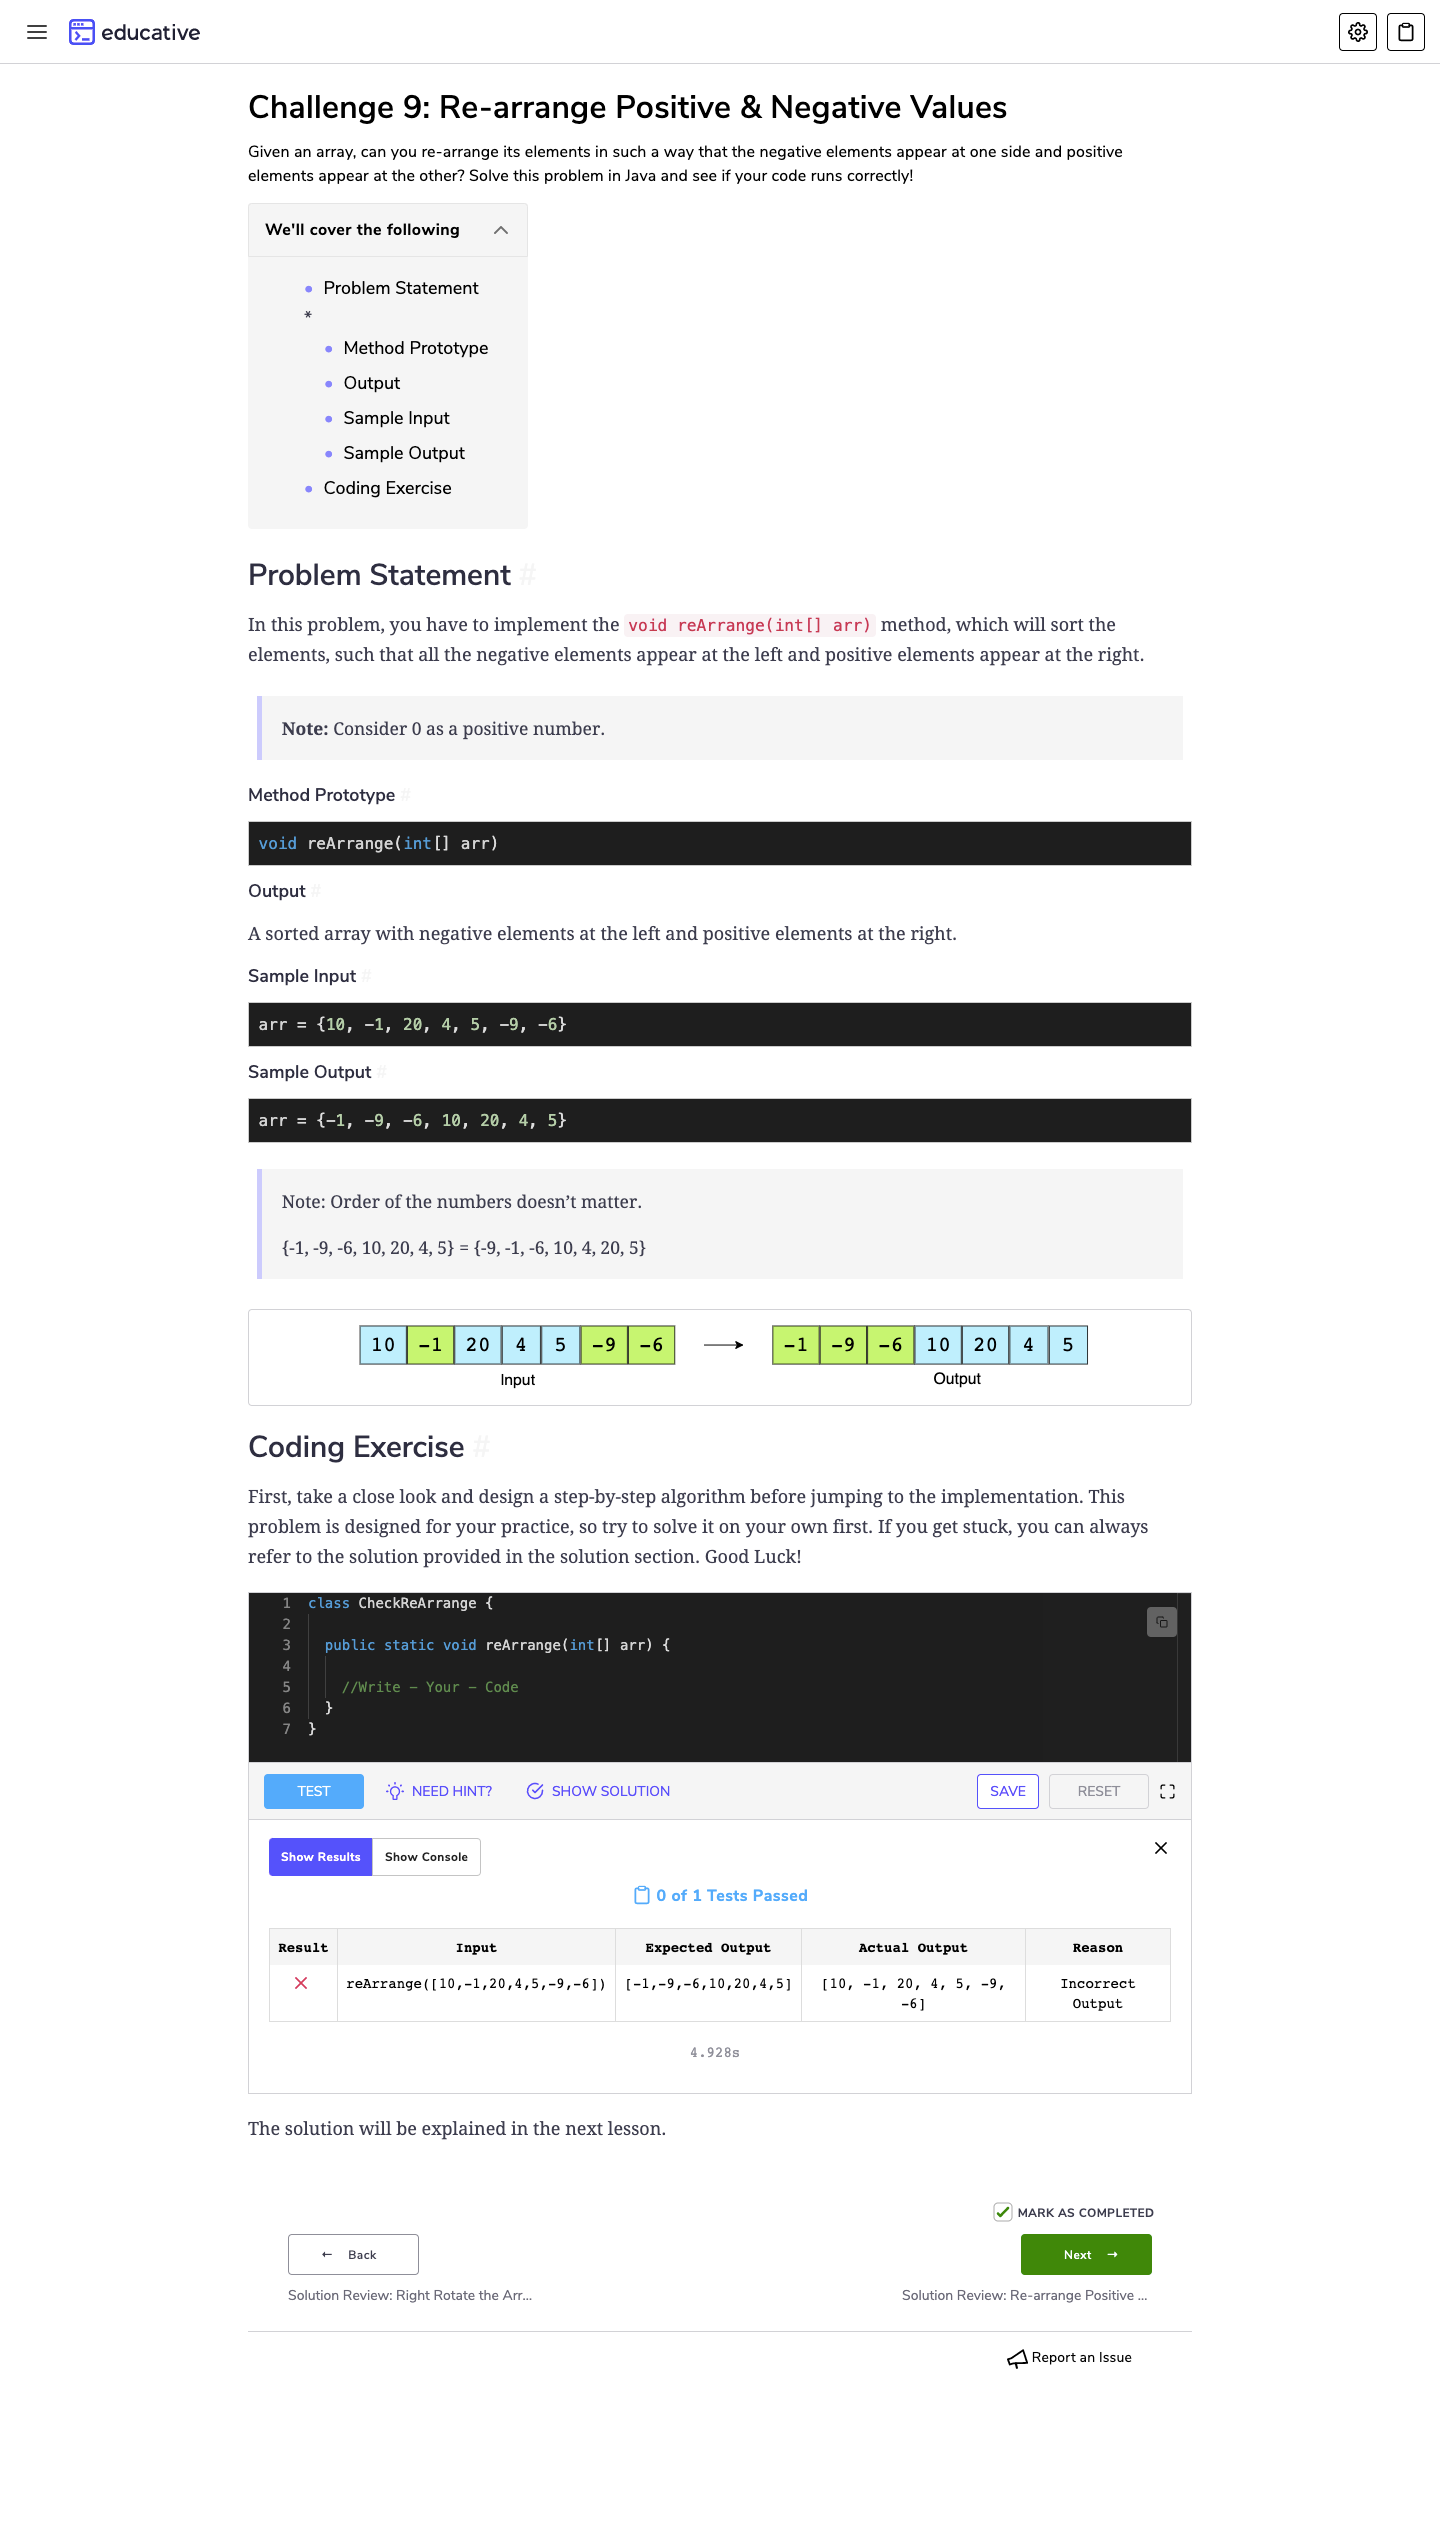 educative
Challenge 9: Re-arrange Positive & Negative Values
Given an array, can you re-arrange its elements in such a way that the negative elements appear at one side and positive
elements appear at the other? Solve this problem in Java and see if your code runs correctly!
We'll cover the following
Problem Statement
*
Method Prototype
Output
Sample Input
Sample Output
Coding Exercise
Problem Statement #
In this problem, you have to implement the void reArrange(int[] arr) method, which will sort the
elements, such that all the negative elements appear at the left and positive elements appear at the right.
Note: Consider 0 as a positive number.
Method Prototype #
void reArrange(int[] arr)
Output #
A sorted array with negative elements at the left and positive elements at the right.
Sample Input #
arr = {10, -1, 20, 4, 5, -9, -6}
Sample Output #
arr = {-1, -9, -6, 10, 20, 4, 5}
Note: Order of the numbers doesn’t matter.
{-1, -9, -6, 10, 20, 4, 5} = {-9, -1, -6, 10, 4, 20, 5}
10 -1 20 4 5 -9 -6 -1 -9 -6 10 20 4 5
Input Output
Coding Exercise #
First, take a close look and design a step-by-step algorithm before jumping to the implementation. This
problem is designed for your practice, so try to solve it on your own first. If you get stuck, you can always
refer to the solution provided in the solution section. Good Luck!
1 class CheckReArrange {
2
3 public static void reArrange(int[] arr) {
4
5 //Write - Your - Code
6 }
7 }
TEST NEED HINT? SHOW SOLUTION SAVE RESET
Show Results Show Console
0 of 1 Tests Passed
Result Input Expected Output Actual Output Reason
reArrange([10,-1,20,4,5,-9,-6]) [-1,-9,-6,10,20,4,5] [10, -1, 20, 4, 5, -9, Incorrect
-6] Output
4.928s
The solution will be explained in the next lesson.
MARK AS COMPLETED
← Back Next →
Solution Review: Right Rotate the Arr... Solution Review: Re-arrange Positive ...
Report an Issue